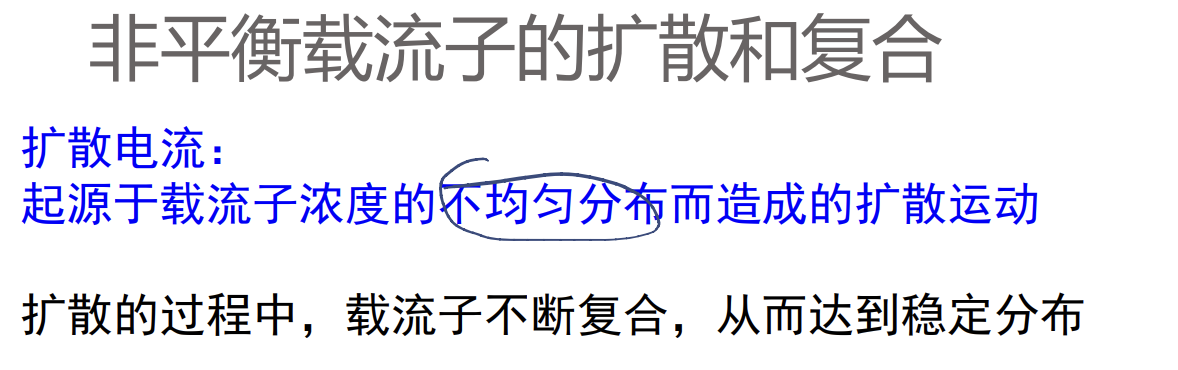 非平衡载流子的扩散和复合
扩散电流：
起源于载流子浓度的不均匀分布而造成的扩散运动
扩散的过程中，载流子不断复合，从而达到稳定分布